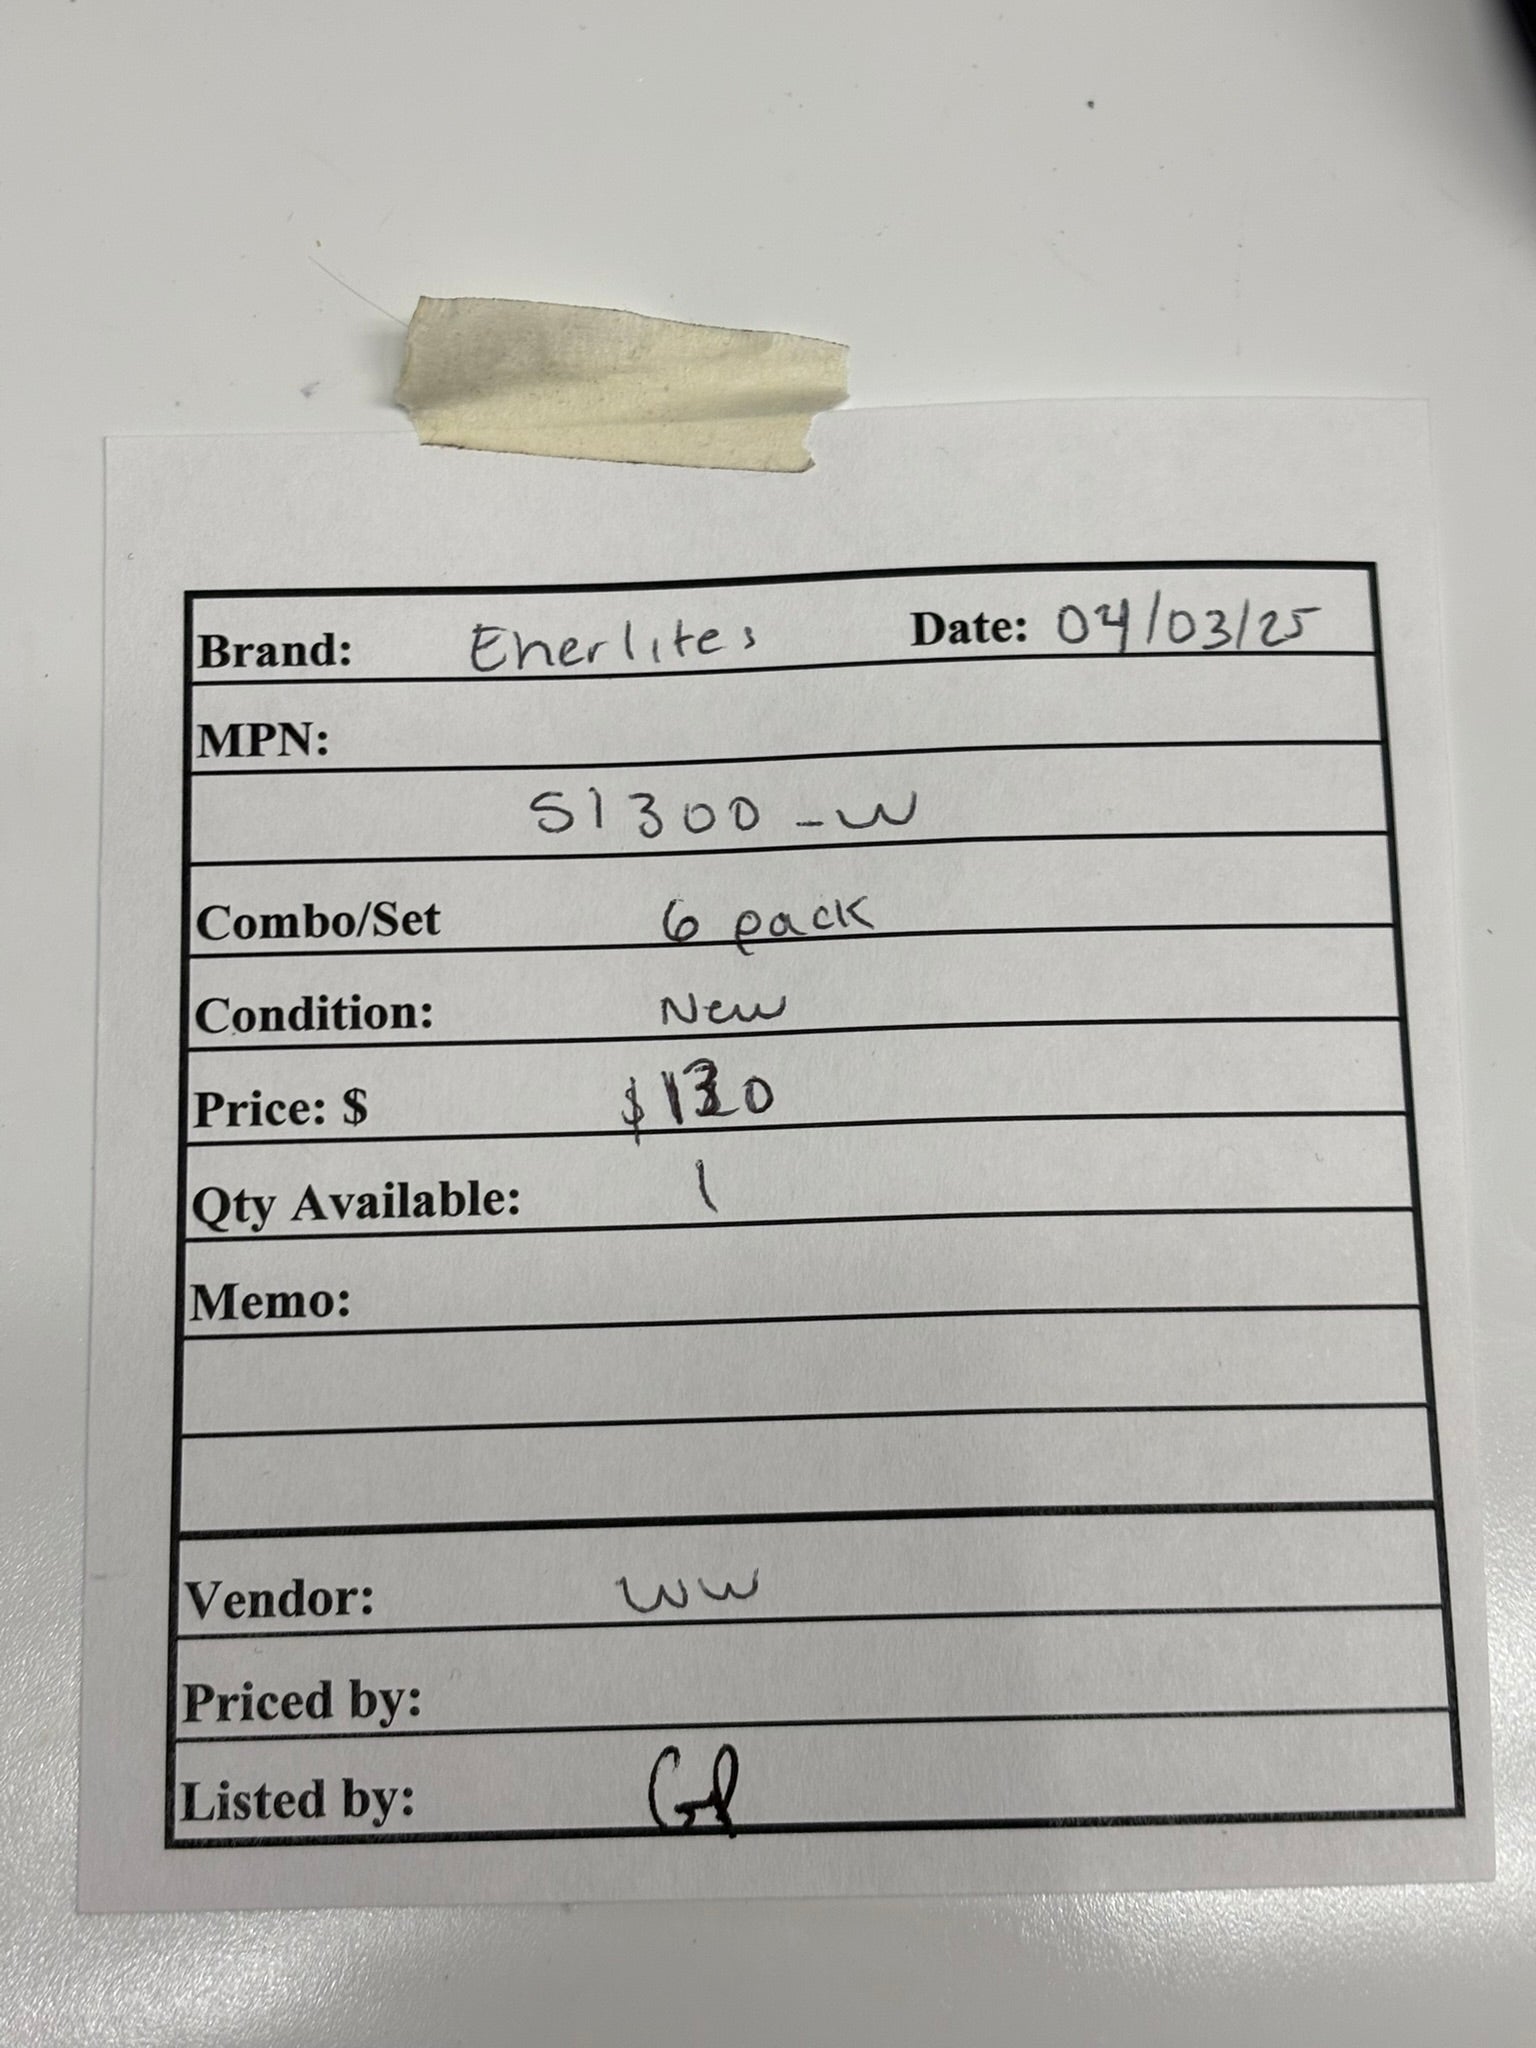 Brand: Enerlites Date: 04/03/25
MPN:
S1300-W
Combo/Set 6 pack
Condition: New
Price: $
Qty Available: 1
Memo:
Vendor: WW
Priced by:
Listed by: